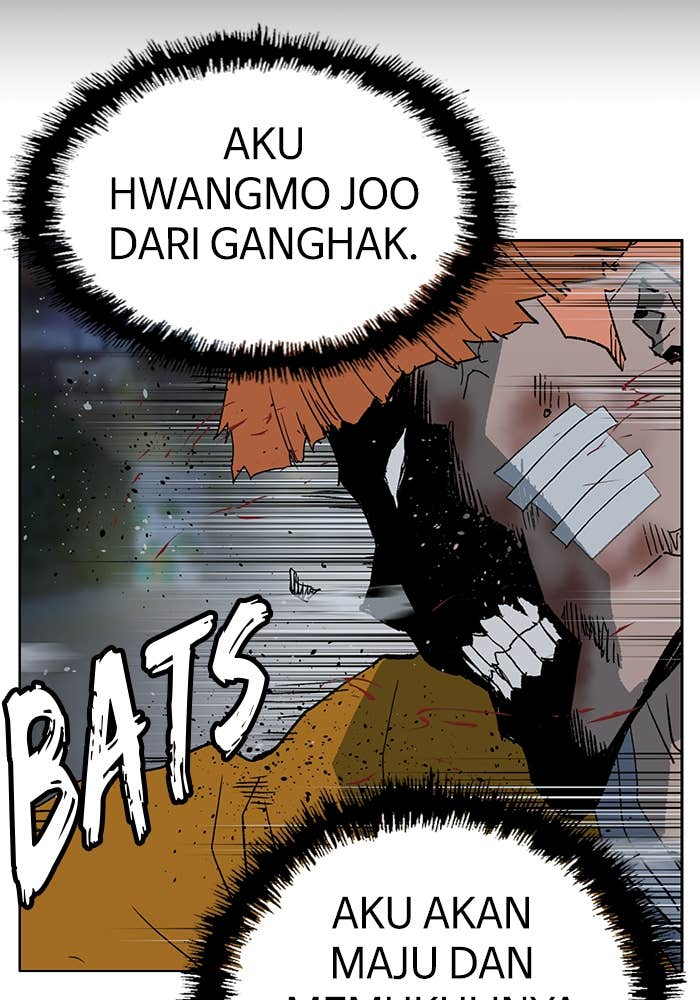 AKU
HWANGMO JOO
DARI GANGHAK.
BATS
AKU AKAN
MAJU DAN